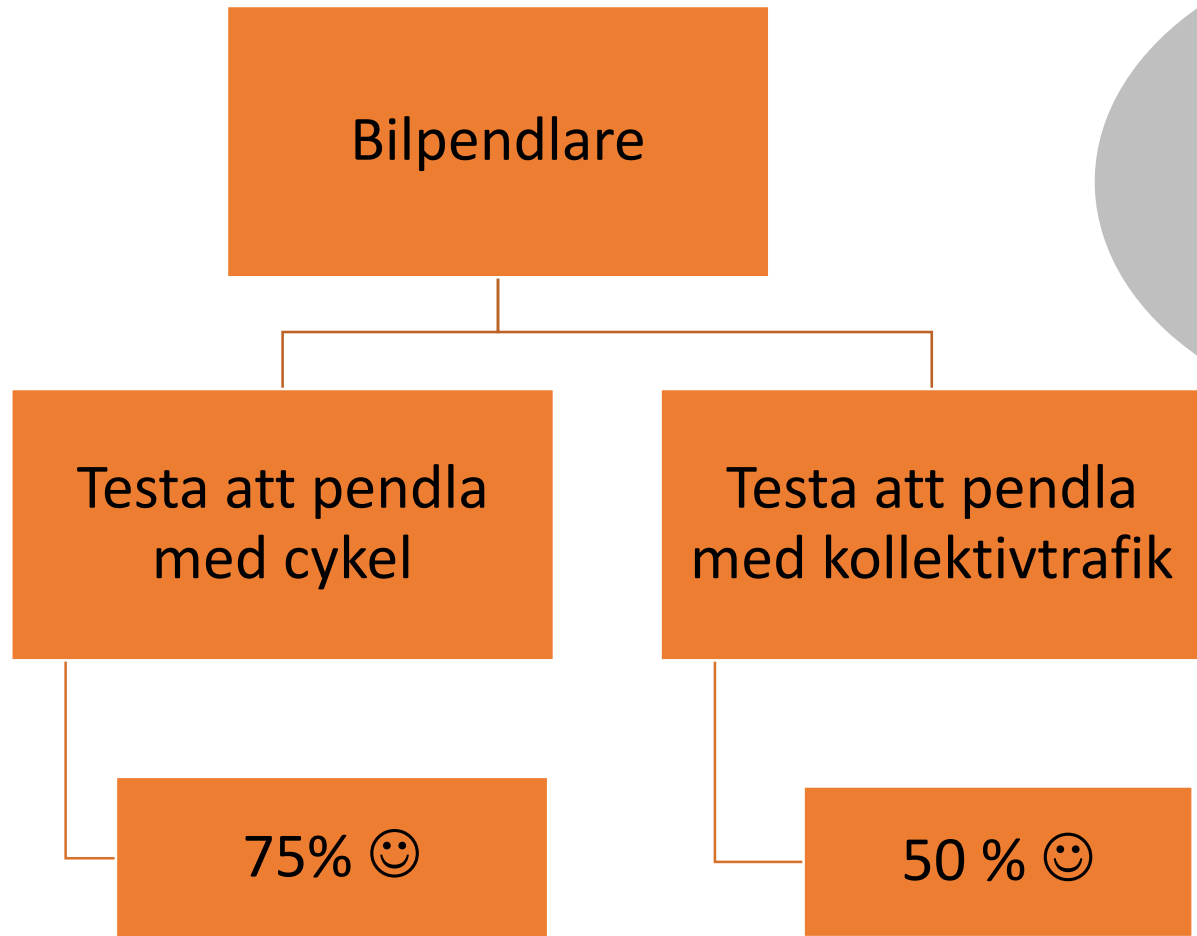 Bilpendlare
Testa att pendla
med cykel
Testa att pendla
med kollektivtrafik
75% ☺
50 % ☺